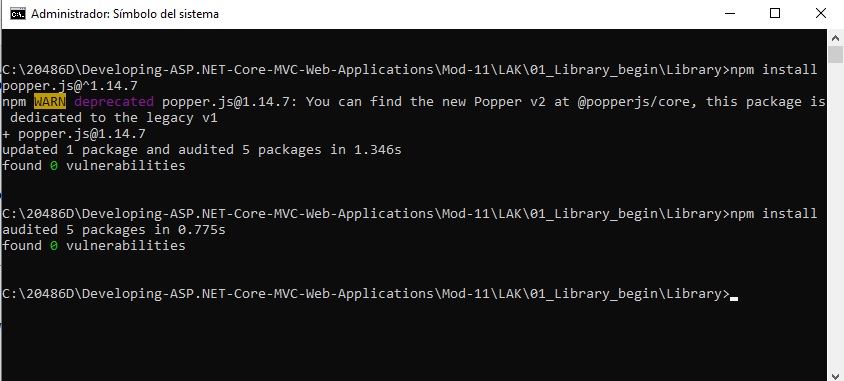 Administrador: Símbolo del sistema
C:\20486D\Developing-ASP.NET-Core-MVC-Web-Applications\Mod-11\LAK\01_Library_begin\Library>npm install
popper.js@^1.14.7
npm WARN deprecated popper.js@1.14.7: You can find the new Popper v2 at @popperjs/core, this package is
dedicated to the legacy v1
+ popper.js@1.14.7
updated 1 package and audited 5 packages in 1.346s
found 0 vulnerabilities
C:\20486D\Developing-ASP.NET-Core-MVC-Web-Applications\Mod-11\LAK\01_Library_begin\Library>npm install
audited 5 packages in 0.775s
found 0 vulnerabilities
C:\20486D\Developing-ASP.NET-Core-MVC-Web-Applications\Mod-11\LAK\01_Library_begin\Library>